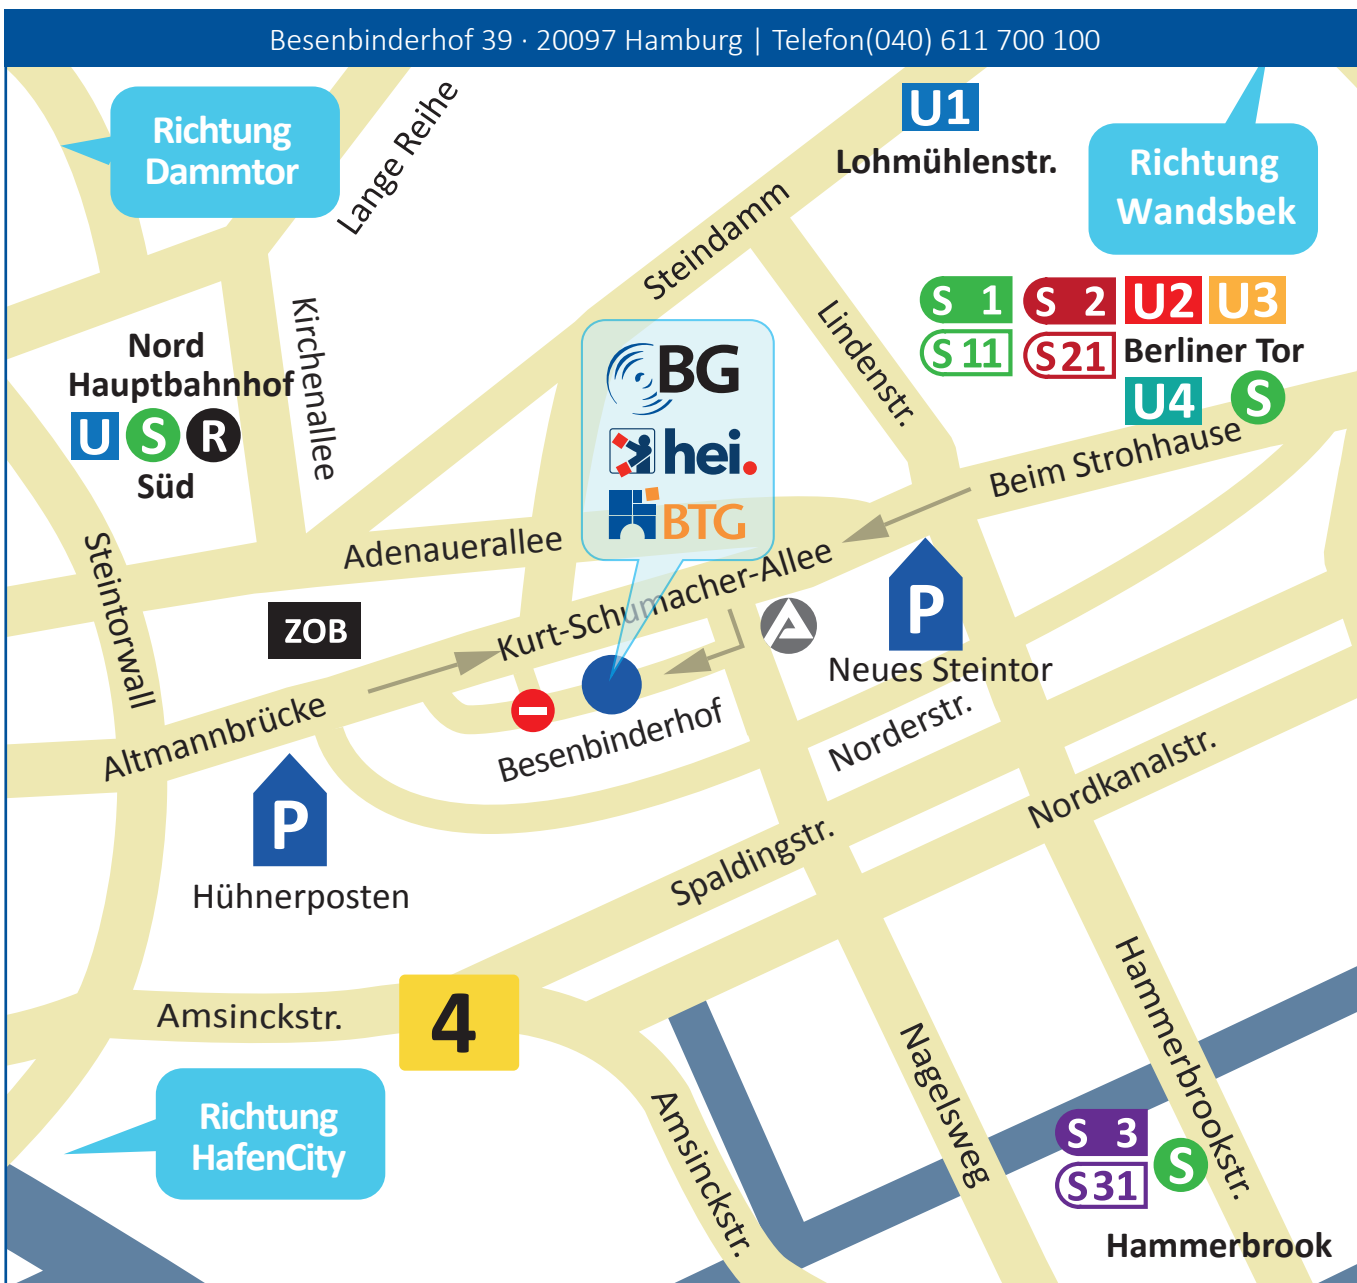 Besenbinderhof 39 · 20097 Hamburg | Telefon(040) 611 700 100
Richtung
Dammtor
Lange Reihe
U1
Lohmühlenstr.
Richtung
Wandsbek
Steindamm
Kirchenallee
Lindenstr.
S 1
S 2
U2
U3
S 11
S21
Berliner Tor
U4
S
Nord
Hauptbahnhof
U
S
R
Süd
BG
hei.
BTG
Beim Strohhause
Adenauerallee
Steintorwall
ZOB
Kurt-Schumacher-Allee
P
Neues Steintor
Altmannbrücke
Besenbinderhof
Norderstr.
Nordkanalstr.
P
Hühnerposten
Spaldingstr.
Amsinckstr.
4
Hammerbrookstr.
Nagelsweg
Amsinckstr.
Richtung
HafenCity
S 3
S31
S
Hammerbrook